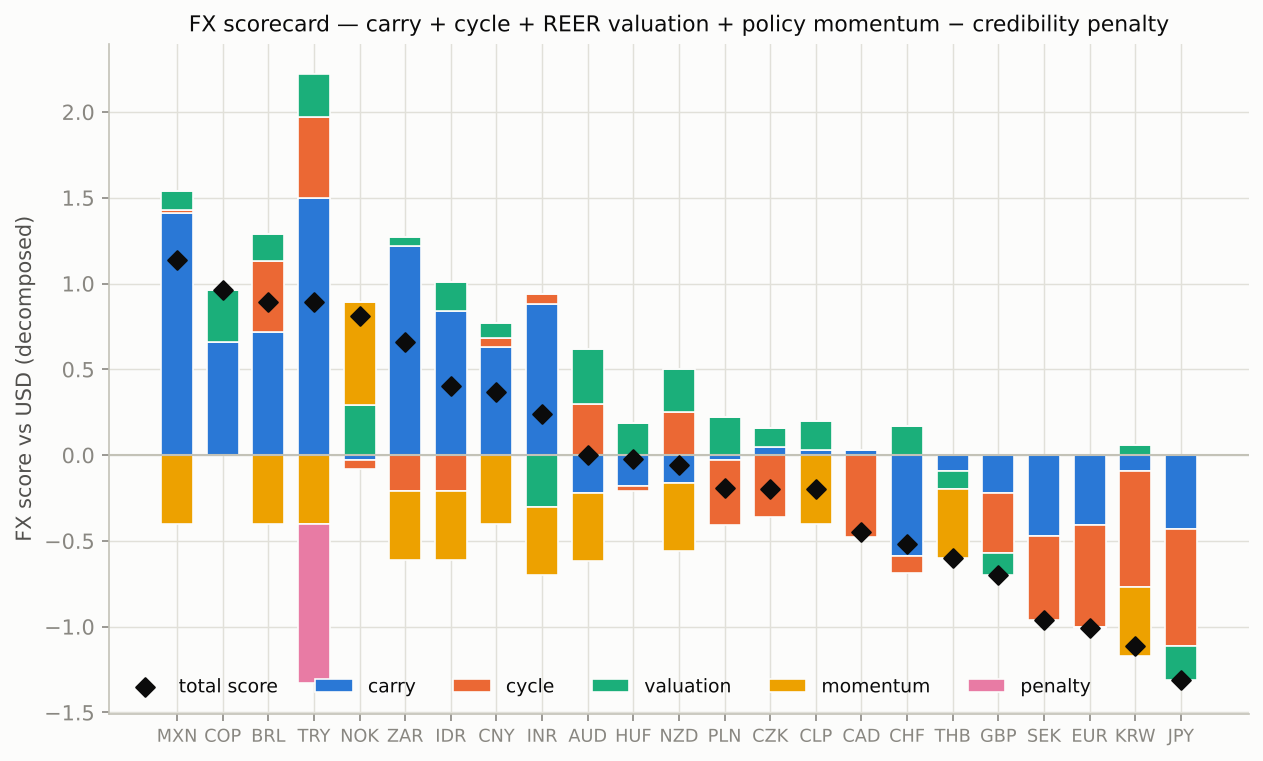 FX scorecard — carry + cycle + REER valuation + policy momentum − credibility penalty
FX score vs USD (decomposed)
2.0
1.5
1.0
0.5
0.0
−0.5
−1.0
−1.5
total score
carry
cycle
valuation
momentum
penalty
MXN COP BRL TRY NOK ZAR IDR CNY INR AUD HUF NZD PLN CZK CLP CAD CHF THB GBP SEK EUR KRW JPY